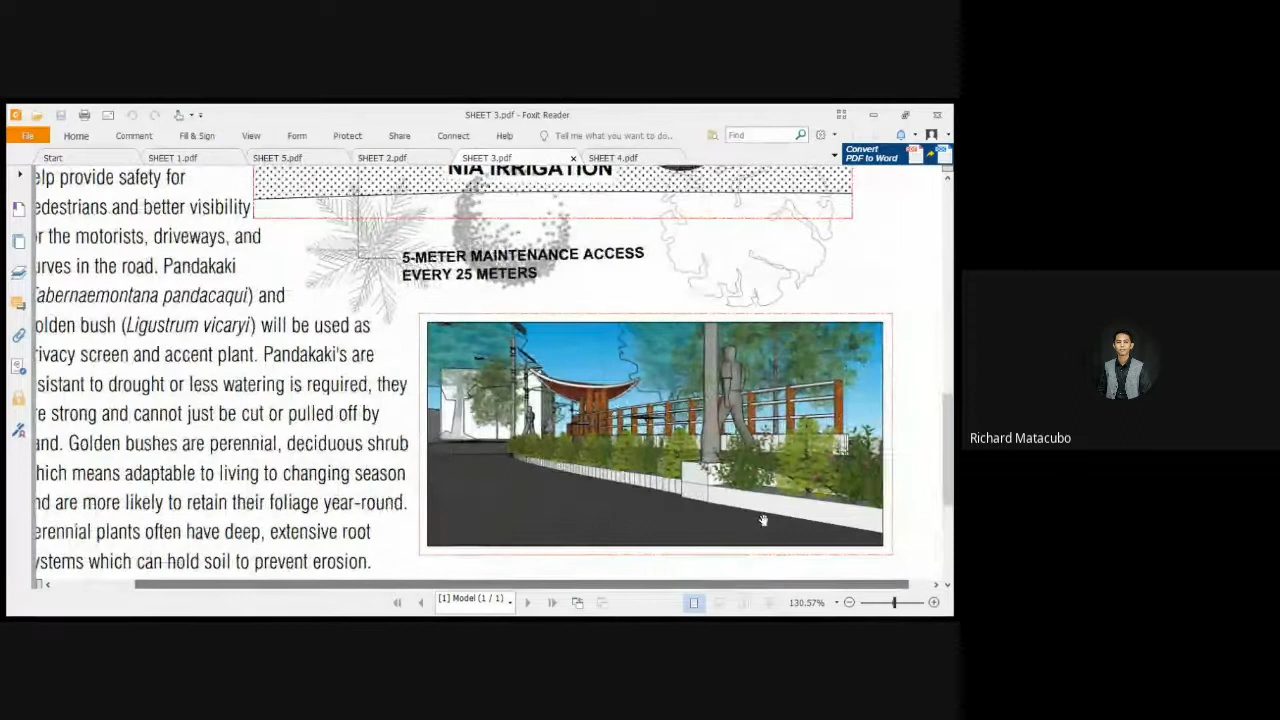 SHEET 3.pdf - Foxit Reader
File Home Comment Fill & Sign View Form Protect Share Connect Help Tell me what you want to do.. Find
Start SHEET 1.pdf SHEET 5.pdf SHEET 2.pdf SHEET 3.pdf SHEET 4.pdf
Convert
PDF to Word
NIA IRRIGATION
5-METER MAINTENANCE ACCESS
EVERY 25 METERS
elp provide safety for
edestrians and better visibility
or the motorists, driveways, and
urves in the road. Pandakaki
Tabernaemontana pandacaqui) and
olden bush (Ligustrum vicaryi) will be used as
rivacy screen and accent plant. Pandakaki's are
sistant to drought or less watering is required, they
re strong and cannot just be cut or pulled off by
and. Golden bushes are perennial, deciduous shrub
hich means adaptable to living to changing season
nd are more likely to retain their foliage year-round.
erennial plants often have deep, extensive root
ystems which can hold soil to prevent erosion.
[1] Model (1 / 1)
130.57%
Richard Matacubo